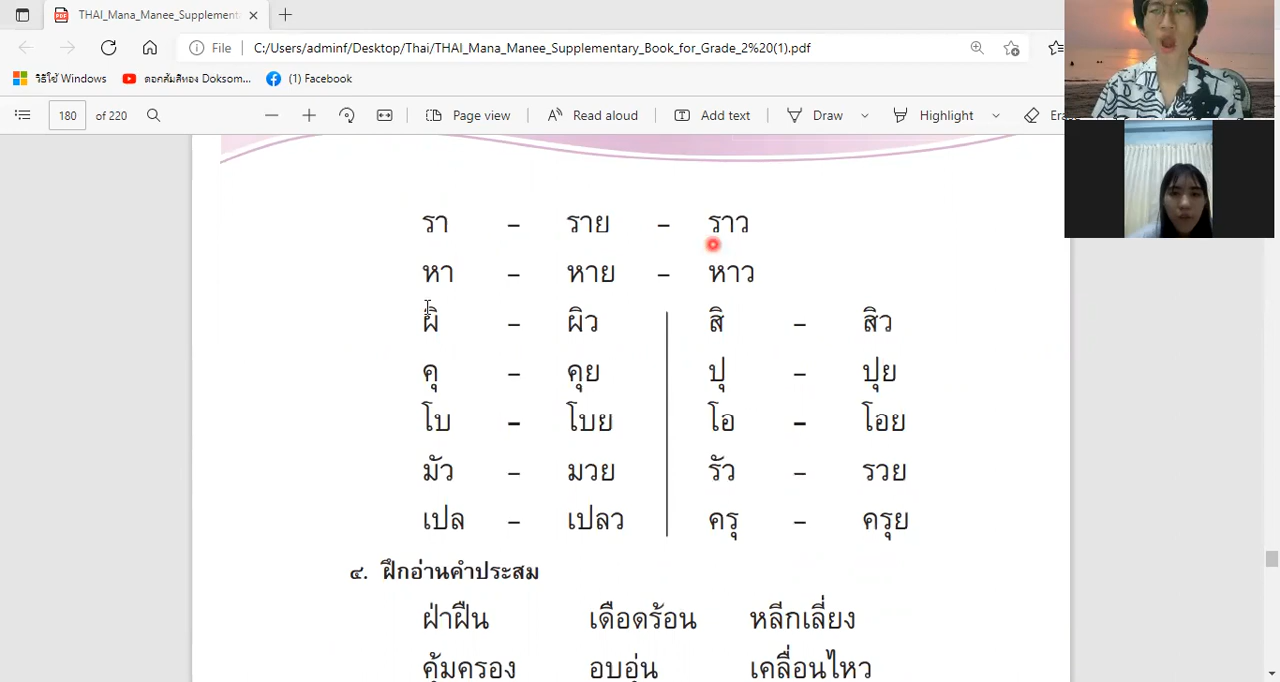 THAI_Mana_Manee_Supplementa
File C:/Users/adminf/Desktop/Thai/THAI_Mana_Manee_Supplementary_Book_for_Grade_2%20(1).pdf
วิธีใช้ Windows ดอกส้มสีทอง Doksom... (1) Facebook
180 of 220 Page view Read aloud Add text Draw Highlight Era
รา – ราย – ราว
หา – หาย – หาว
ผิ – ผิว สิ – สิว
คุ – คุย ปุ – ปุย
โบ – โบย โอ – โอย
มัว – มวย รัว – รวย
เปล – เปลว ครุ – ครุย
๔. ฝึกอ่านคำประสม
ฝ่าฝืน เดือดร้อน หลีกเลี่ยง
คุ้มครอง อบอุ่น เคลื่อนไหว